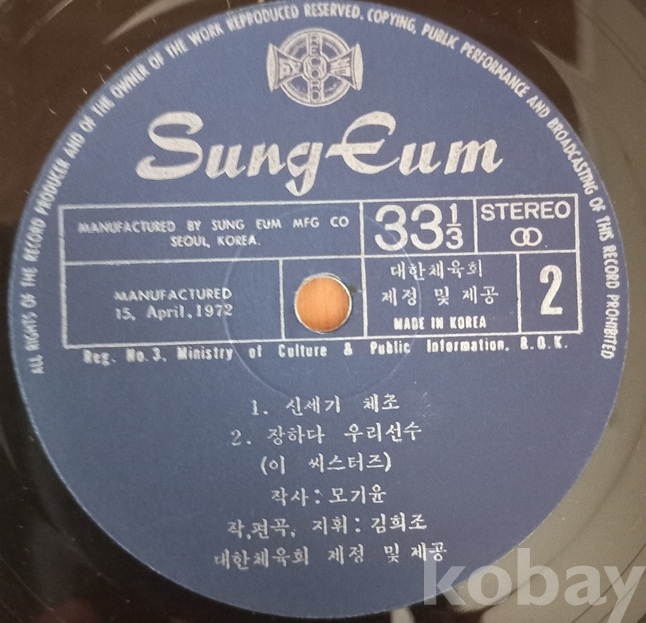 ALL RIGHTS OF THE RECORD PRODUCER AND OF THE OWNER OF THE WORK REPRODUCED RESERVED. COPYING, PUBLIC PERFORMANCE AND BROADCASTING OF THIS RECORD PROHIBITED
Sung Eum
MANUFACTURED BY SUNG EUM MFG CO
SEOUL, KOREA.
33 1/3
STEREO
MANUFACTURED
15, April, 1972
대한체육회
제정 및 제공
MADE IN KOREA
2
Reg. No. 3, Ministry of Culture & Public Information, R.O.K.
1. 신세기 체조
2. 장하다 우리선수
(이 씨스터즈)
작사: 모기윤
작,편곡, 지휘: 김희조
대한체육회 제정 및 제공
kobay